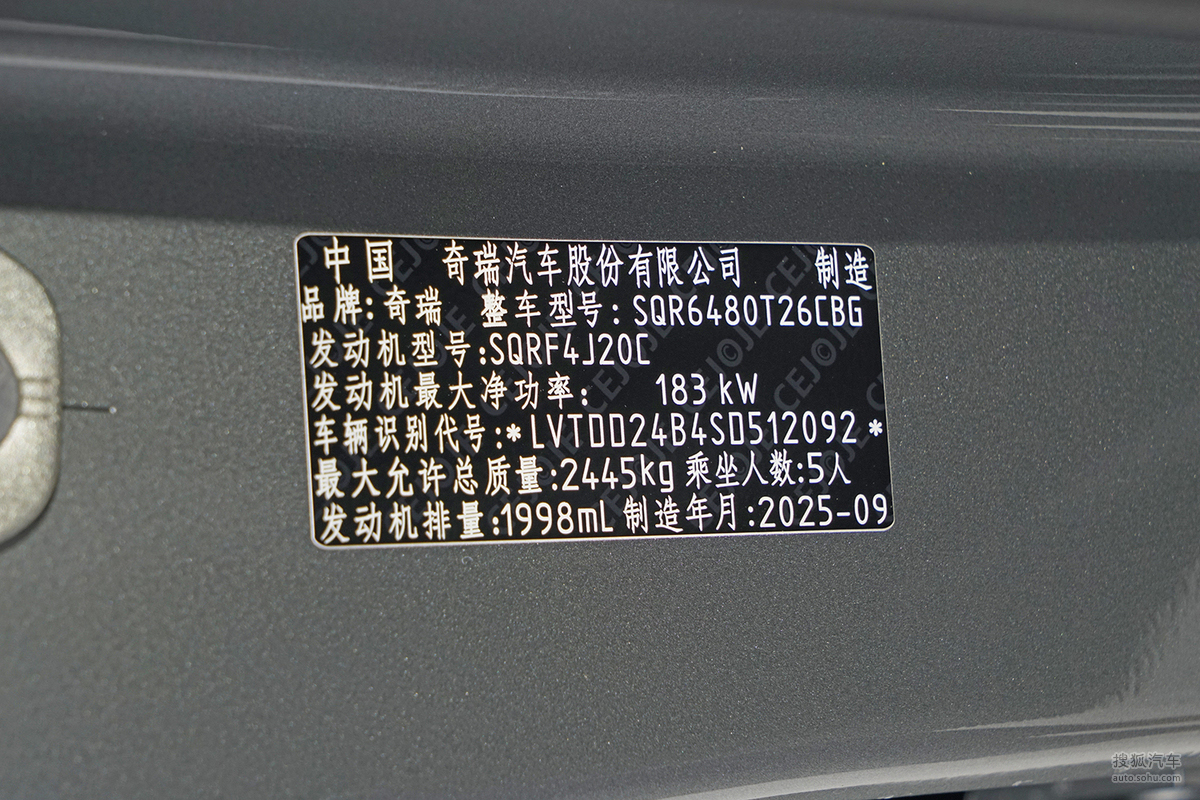 中国 奇瑞汽车股份有限公司 制造
品牌:奇瑞 整车型号:SQR6480T26CBG
发动机型号:SQRF4J20C
发动机最大净功率: 183 kW
车辆识别代号:*LVTDD24B4SD512092*
最大允许总质量:2445kg 乘坐人数:5人
发动机排量:1998mL 制造年月:2025-09
搜狐汽车
auto.sohu.com